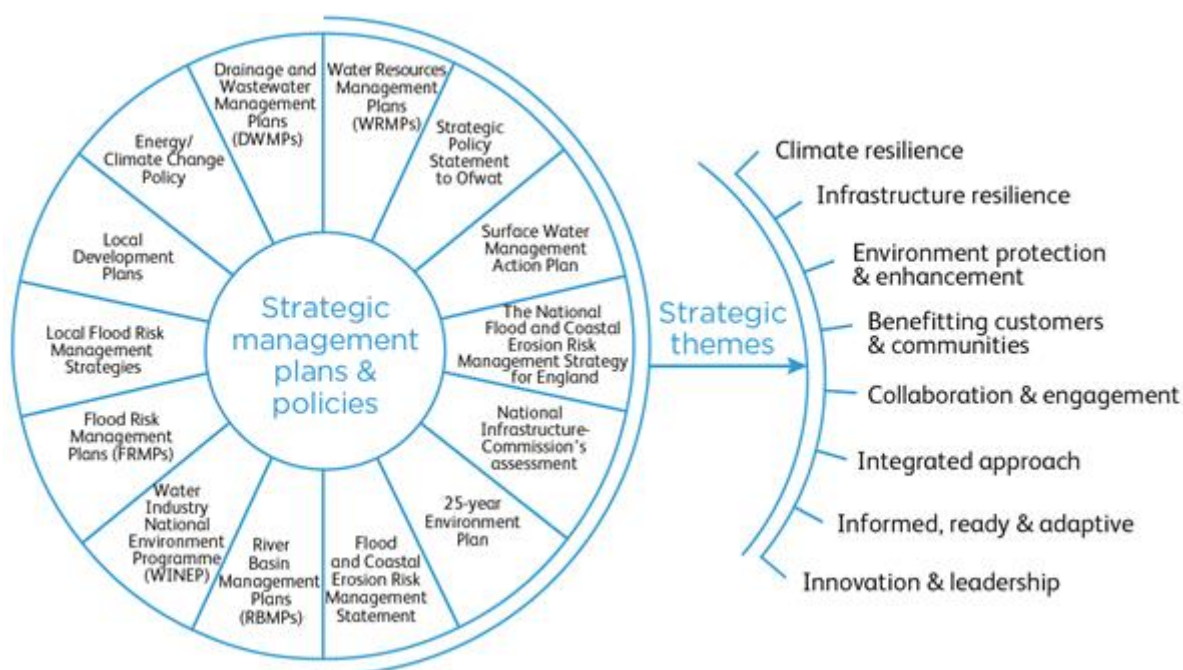 Drainage and
Wastewater
Management
Plans
(DWMPs)
Water Resources
Management
Plans
(WRMPs)
Strategic
Policy
Statement
to Ofwat
Surface Water
Management
Action Plan
The National
Flood and Coastal
Erosion Risk
Management Strategy
for England
National
Infrastructure-
Commission's
assessment
25-year
Environment
Plan
Flood
and Coastal
Erosion Risk
Management
Statement
River
Basin
Management
Plans
(RBMPs)
Water
Industry
National
Environment
Programme
(WINEP)
Flood Risk
Management
Plans (FRMPs)
Local Flood Risk
Management
Strategies
Local
Development
Plans
Energy/
Climate Change
Policy
Strategic
management
plans &
policies
Strategic
themes
Climate resilience
Infrastructure resilience
Environment protection
& enhancement
Benefitting customers
& communities
Collaboration & engagement
Integrated approach
Informed, ready & adaptive
Innovation & leadership